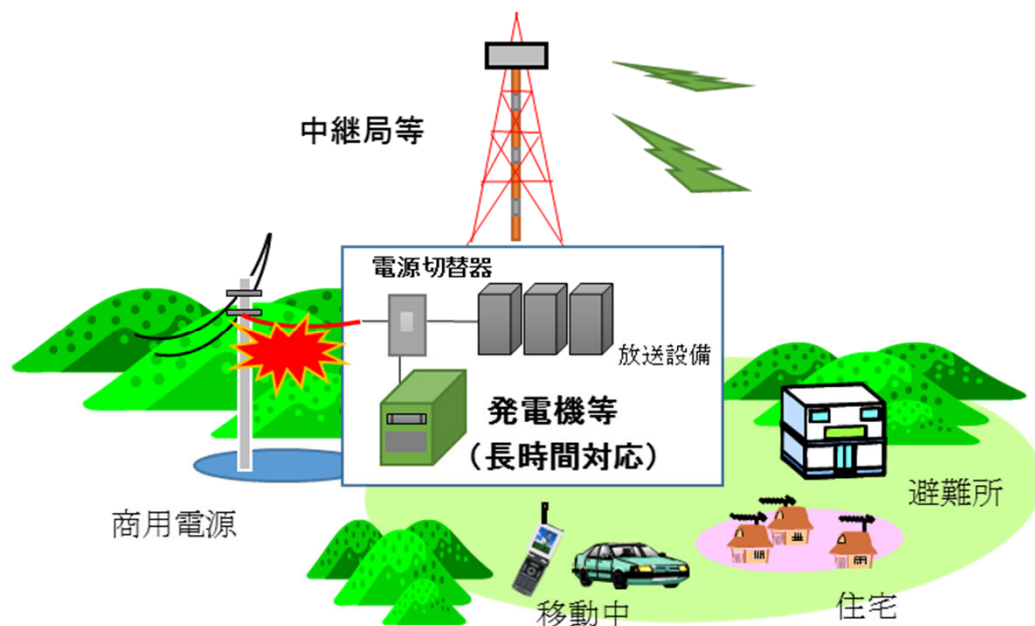 中継局等
電源切替器
放送設備
発電機等
（長時間対応）
避難所
商用電源
住宅
移動中